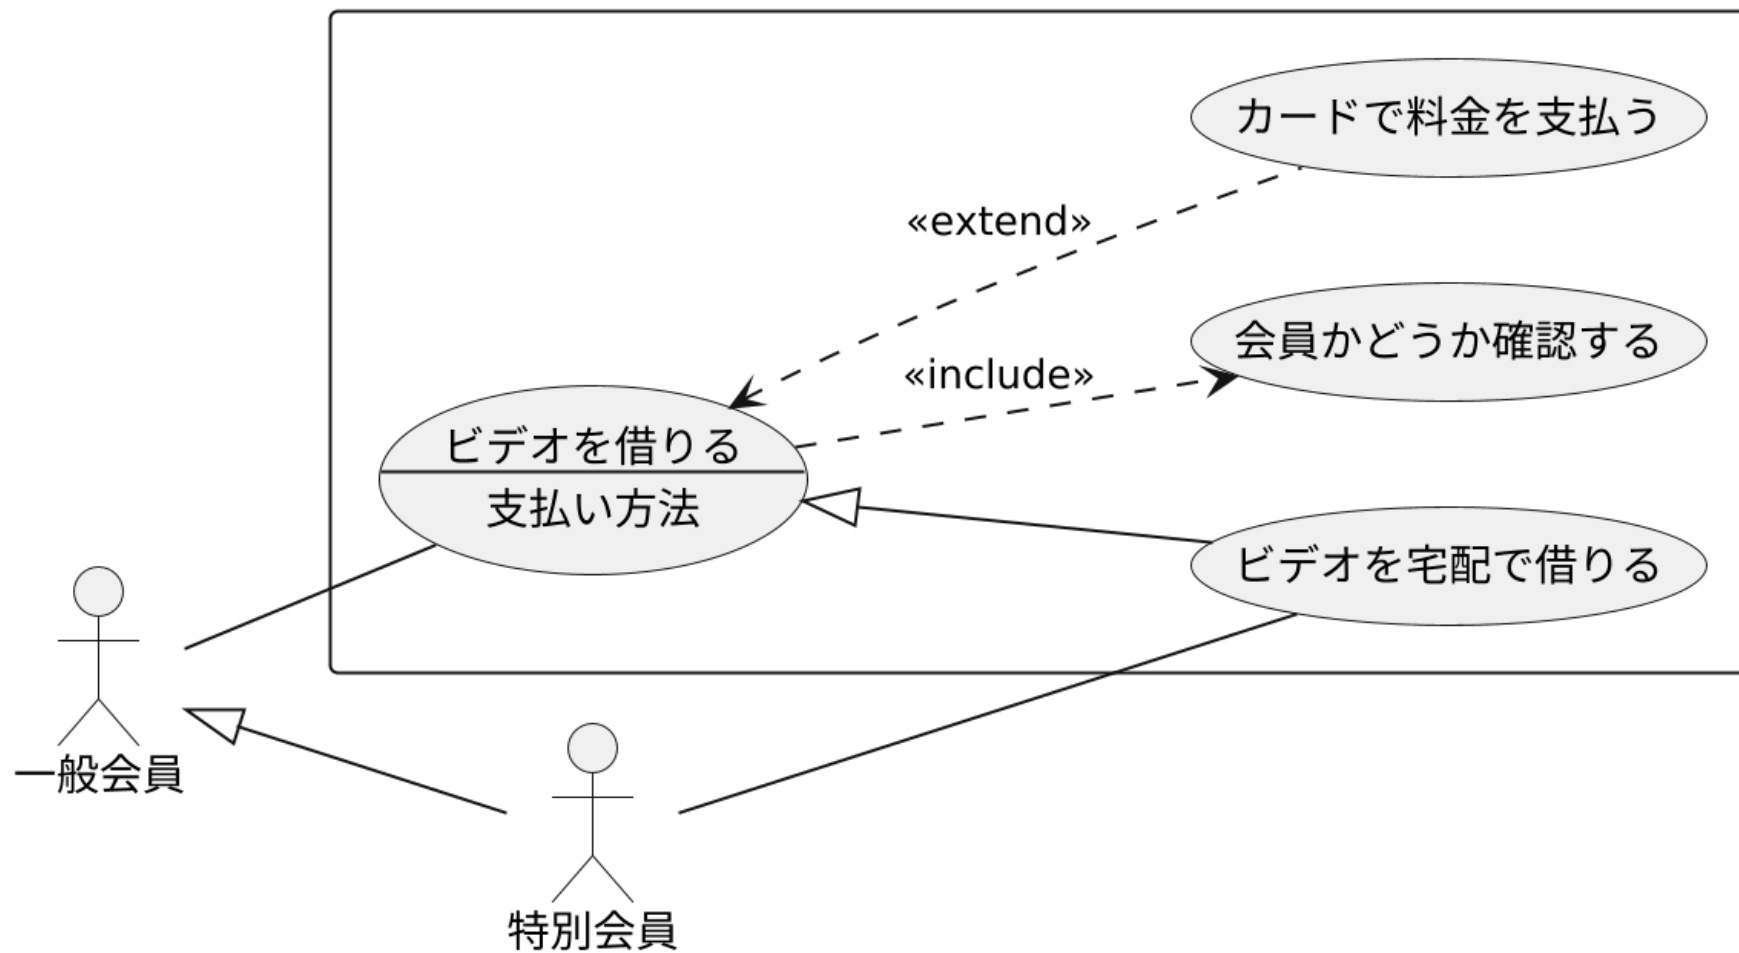 カードで料金を支払う
«extend»
会員かどうか確認する
«include»
ビデオを借りる
支払い方法
ビデオを宅配で借りる
一般会員
特別会員